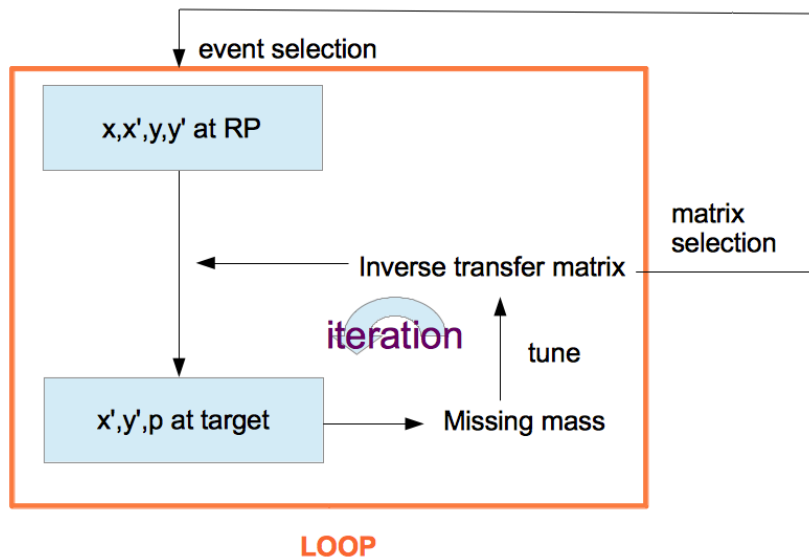 event selection
x,x',y,y' at RP
matrix
selection
Inverse transfer matrix
iteration
tune
x',y',p at target
Missing mass
LOOP